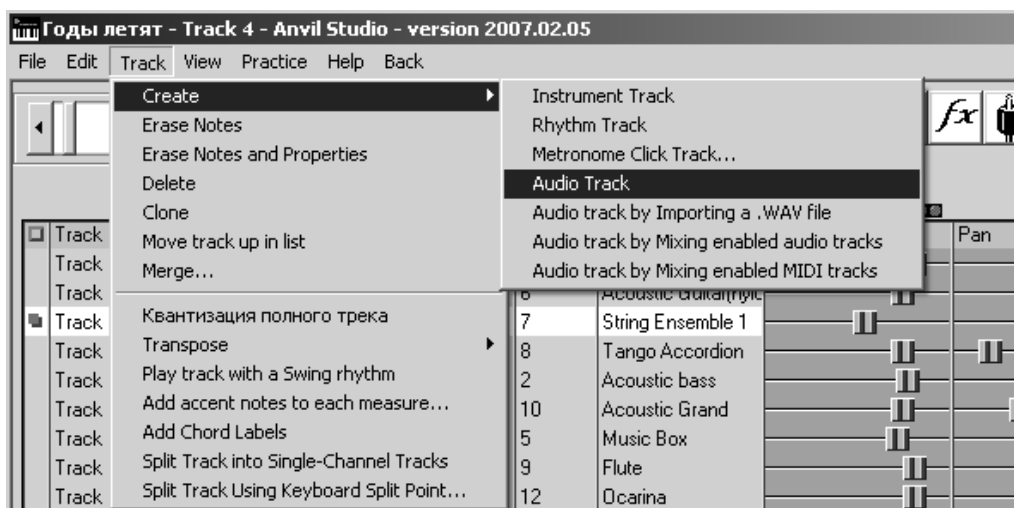 Годы летят - Track 4 - Anvil Studio - version 2007.02.05
File Edit Track View Practice Help Back
Create
Erase Notes
Erase Notes and Properties
Delete
Clone
Move track up in list
Merge...
Квантизация полного трека
Transpose
Play track with a Swing rhythm
Add accent notes to each measure...
Add Chord Labels
Split Track into Single-Channel Tracks
Split Track Using Keyboard Split Point...
Instrument Track
Rhythm Track
Metronome Click Track...
Audio Track
Audio track by Importing a .WAV file
Audio track by Mixing enabled audio tracks
Audio track by Mixing enabled MIDI tracks
fx
Track Pan
Track
Track 6 Acoustic Guitar(nylc
Track 7 String Ensemble 1
Track 8 Tango Accordion
Track 2 Acoustic bass
Track 10 Acoustic Grand
Track 5 Music Box
Track 9 Flute
Track 12 Ocarina